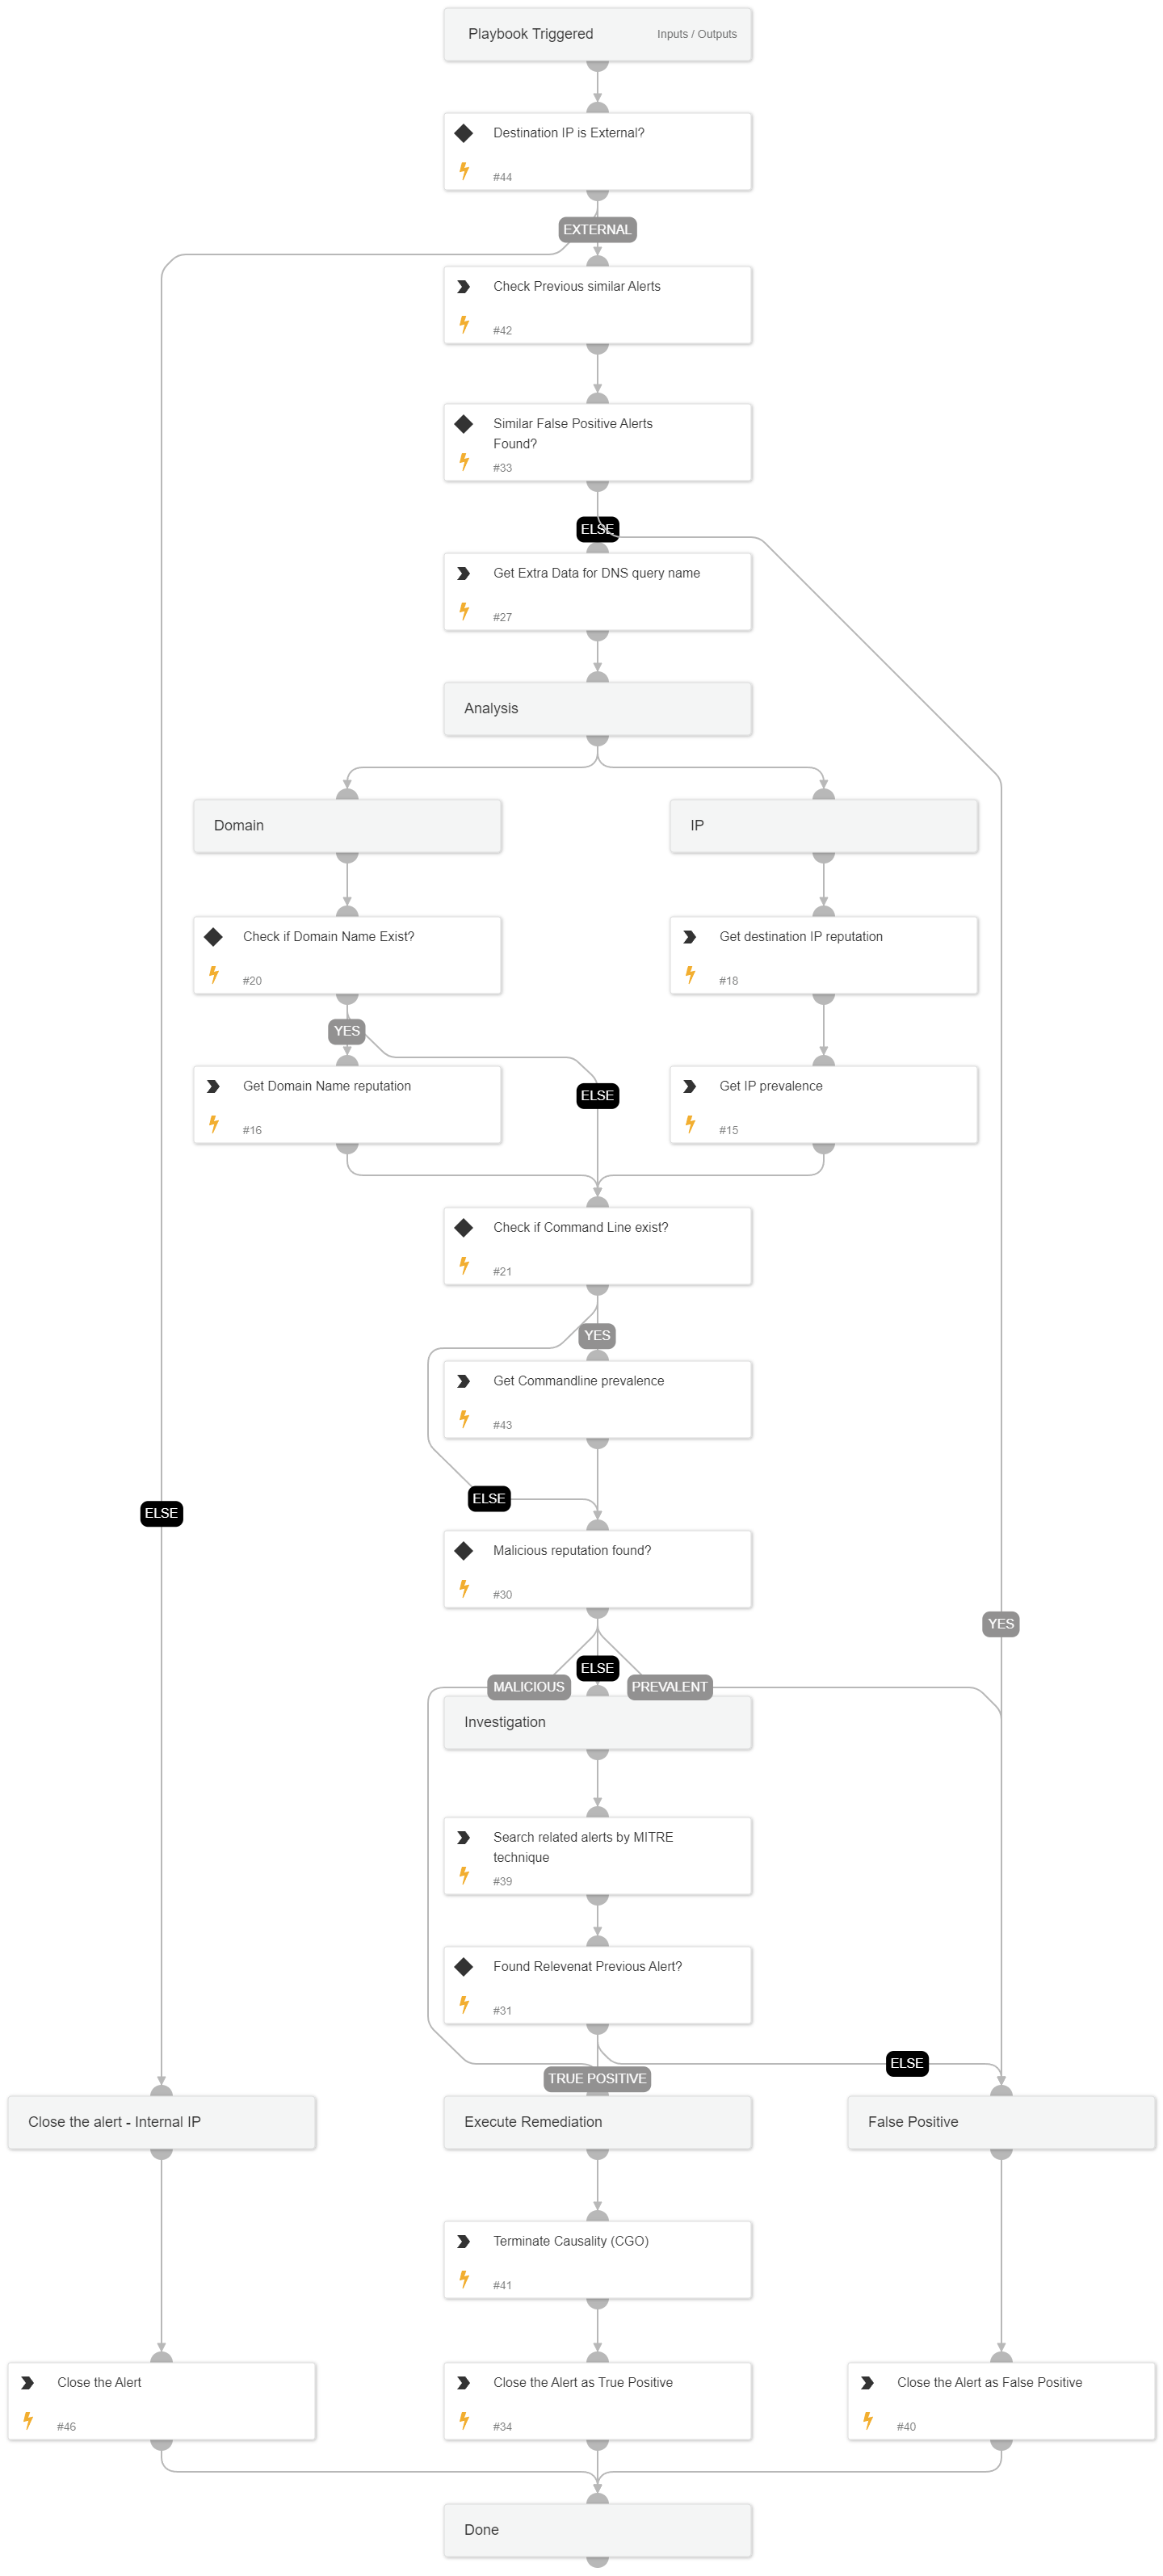 Playbook Triggered
Inputs / Outputs
Destination IP is External?
#44
EXTERNAL
Check Previous similar Alerts
#42
Similar False Positive Alerts
Found?
#33
ELSE
Get Extra Data for DNS query name
#27
Analysis
Domain
IP
Check if Domain Name Exist?
#20
Get destination IP reputation
#18
YES
ELSE
Get Domain Name reputation
#16
Get IP prevalence
#15
Check if Command Line exist?
#21
YES
Get Commandline prevalence
#43
ELSE
ELSE
Malicious reputation found?
#30
YES
ELSE
MALICIOUS
PREVALENT
Investigation
Search related alerts by MITRE
technique
#39
Found Relevenat Previous Alert?
#31
ELSE
TRUE POSITIVE
Close the alert - Internal IP
Execute Remediation
False Positive
Terminate Causality (CGO)
#41
Close the Alert
#46
Close the Alert as True Positive
#34
Close the Alert as False Positive
#40
Done